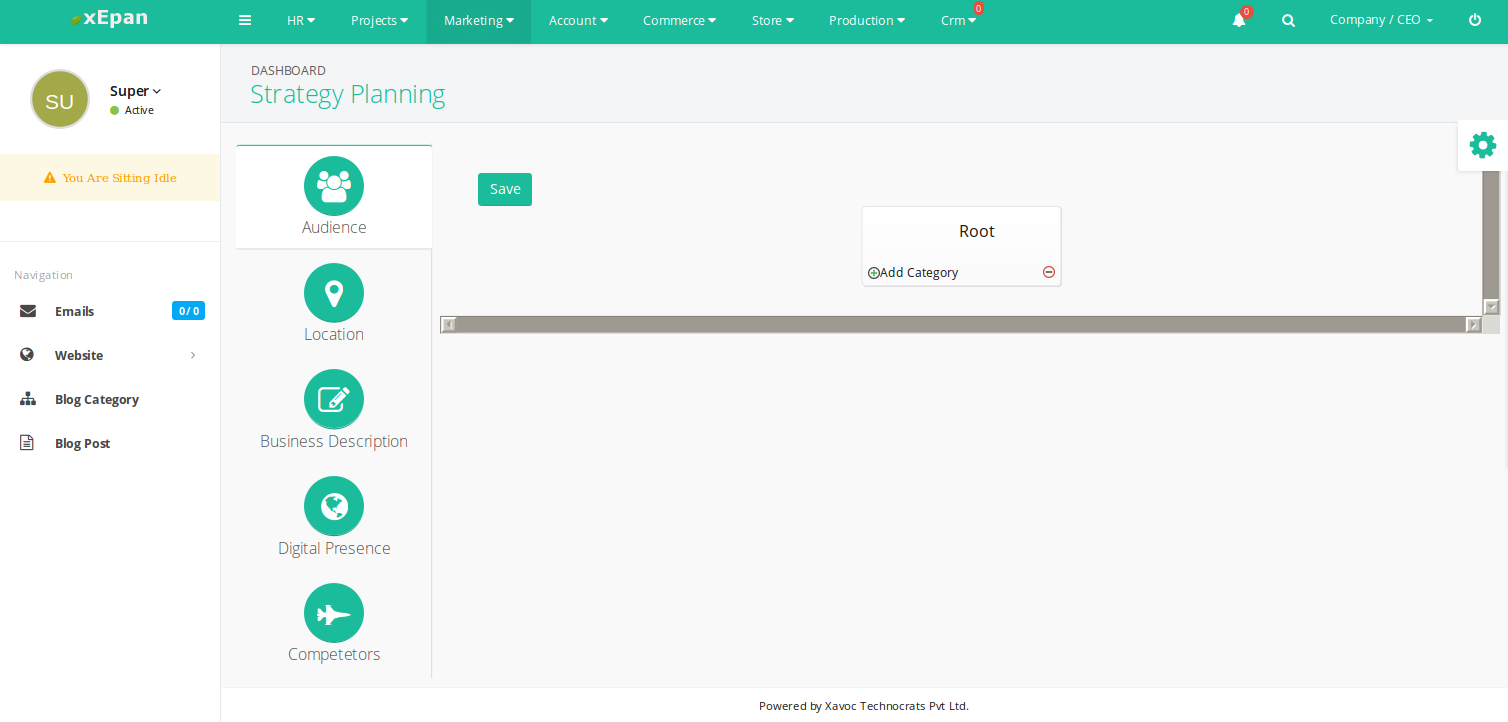 xEpan
HR
Projects
Marketing
Account
Commerce
Store
Production
Crm
0
0
Company / CEO
SU
Super
Active
You Are Sitting Idle
Navigation
Emails
0 / 0
Website
Blog Category
Blog Post
DASHBOARD
Strategy Planning
Audience
Location
Business Description
Digital Presence
Competetors
Save
Root
Add Category
Powered by Xavoc Technocrats Pvt Ltd.